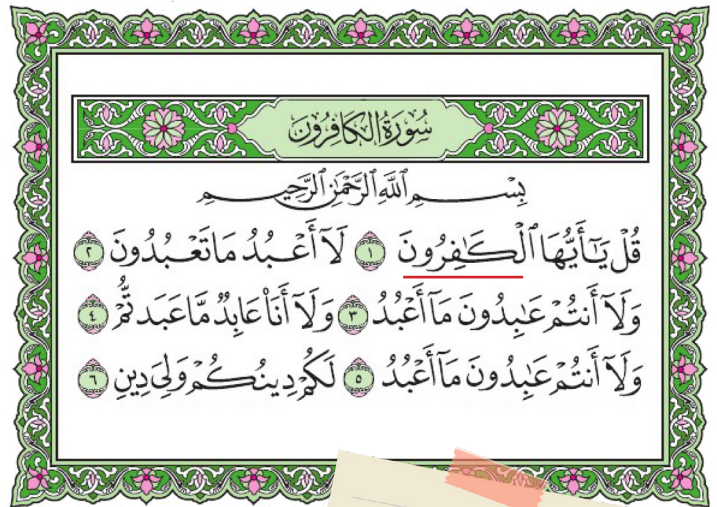 سُورَةُ الكَافِرُونَ
بِسْمِ ٱللَّهِ ٱلرَّحْمَٰنِ ٱلرَّحِيمِ
قُلْ يَٰٓأَيُّهَا ٱلْكَٰفِرُونَ ١ لَآ أَعْبُدُ مَا تَعْبُدُونَ ٢
وَلَآ أَنتُمْ عَٰبِدُونَ مَآ أَعْبُدُ ٣ وَلَآ أَنَا۠ عَابِدٌ مَّا عَبَدتُّمْ ٤
وَلَآ أَنتُمْ عَٰبِدُونَ مَآ أَعْبُدُ ٥ لَكُمْ دِينُكُمْ وَلِيَ دِينِ ٦